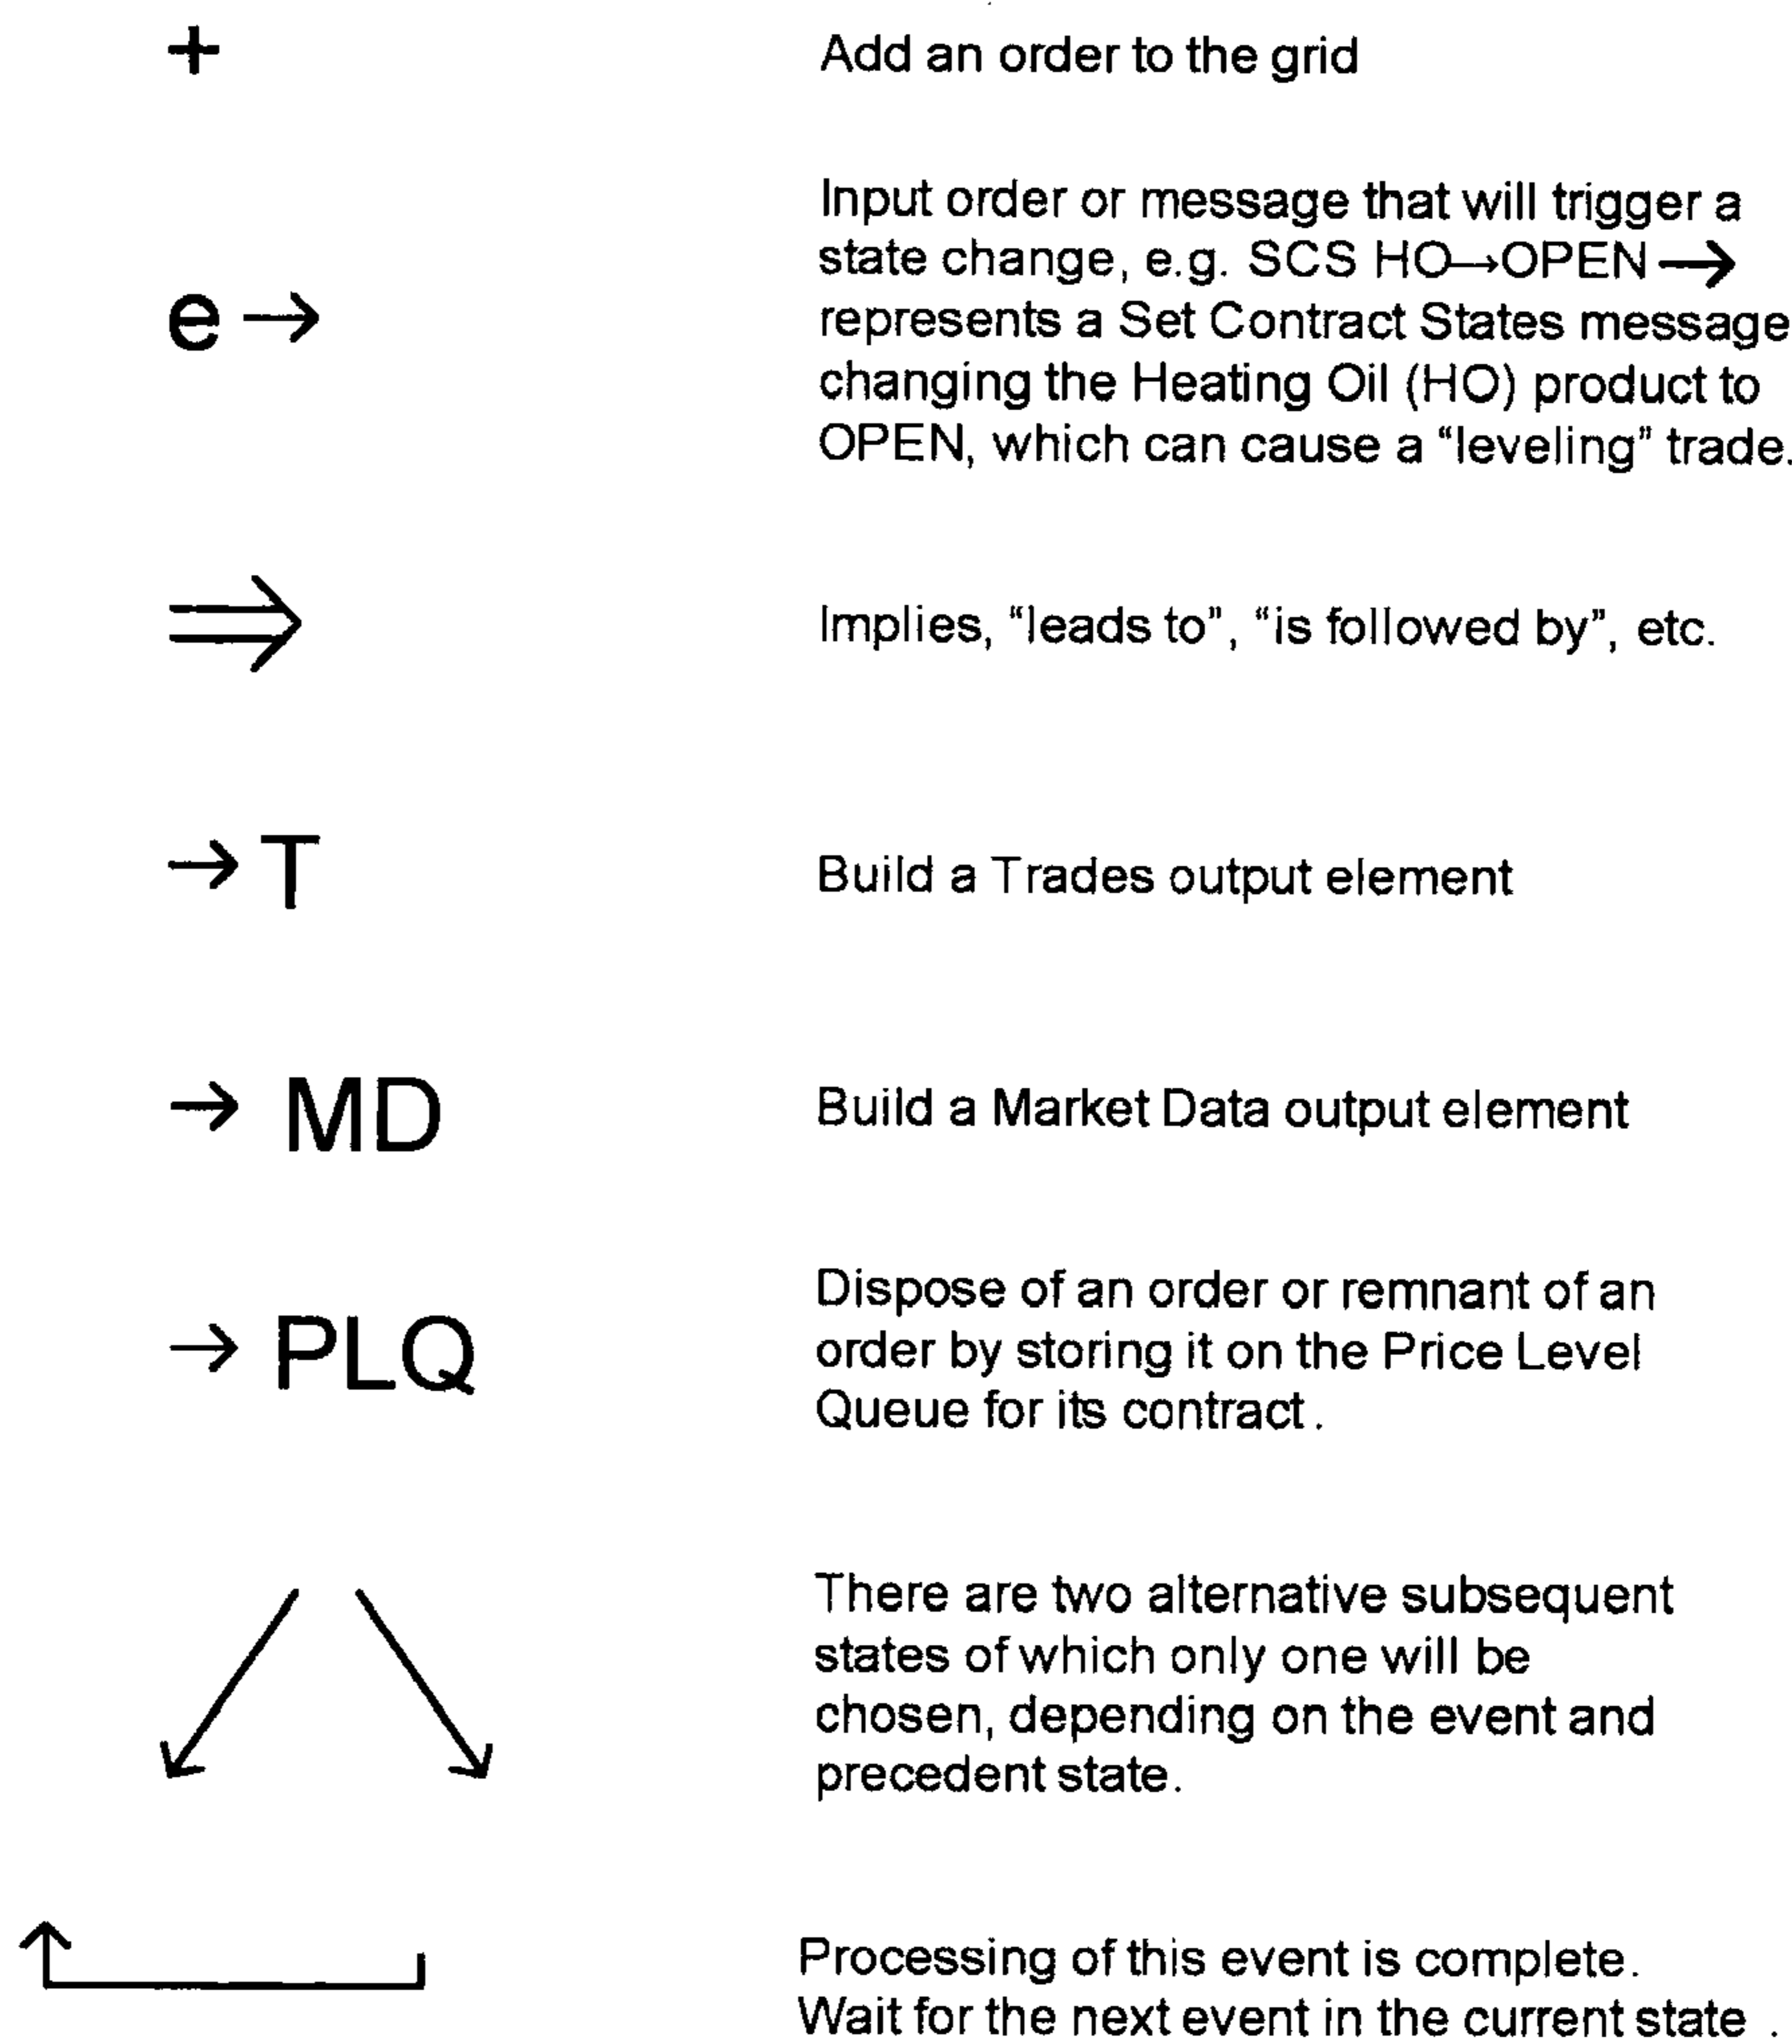 + Add an order to the grid
Input order or message that will trigger a
state change, e.g. SCS HO→OPEN →
e → represents a Set Contract States message
changing the Heating Oil (HO) product to
OPEN, which can cause a “leveling” trade.
⇒ Implies, “leads to”, “is followed by”, etc.
→ T Build a Trades output element
→ MD Build a Market Data output element
Dispose of an order or remnant of an
→ PLQ order by storing it on the Price Level
Queue for its contract.
There are two alternative subsequent
states of which only one will be
chosen, depending on the event and
precedent state.
Processing of this event is complete.
Wait for the next event in the current state .